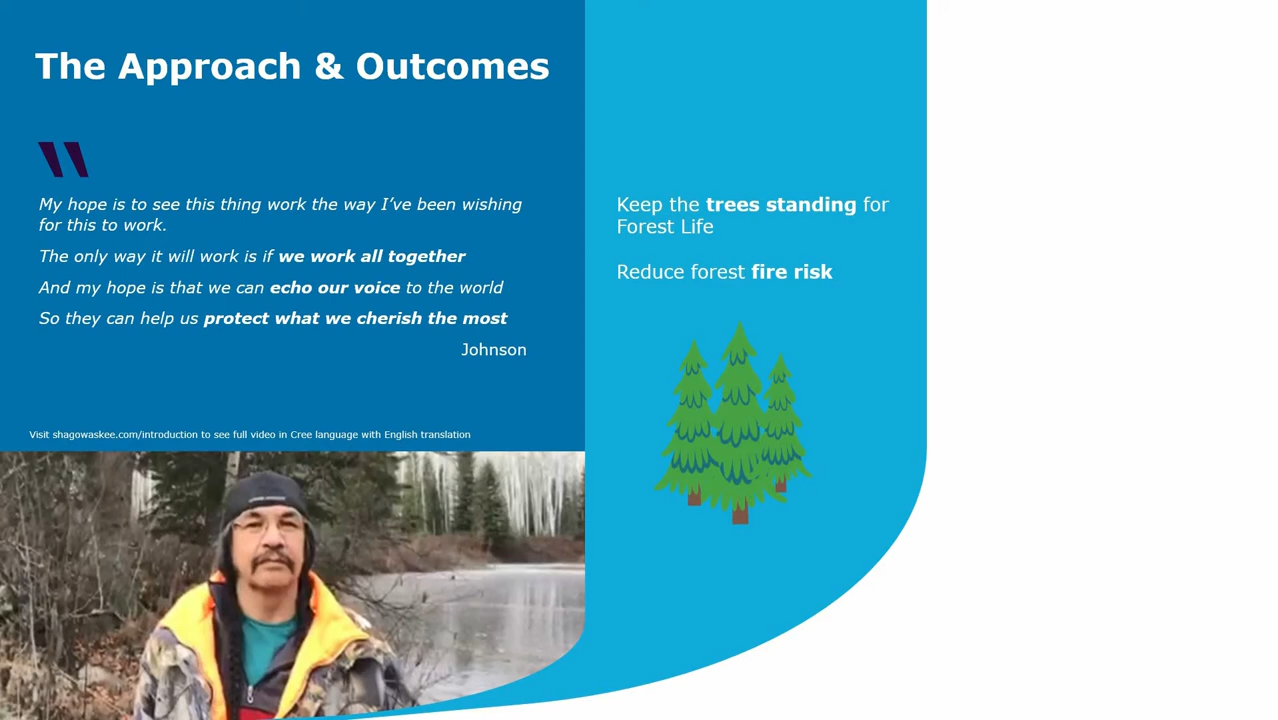 The Approach & Outcomes
My hope is to see this thing work the way I’ve been wishing
for this to work.
The only way it will work is if we work all together
And my hope is that we can echo our voice to the world
So they can help us protect what we cherish the most
Johnson
Visit shagowaskee.com/introduction to see full video in Cree language with English translation
Keep the trees standing for
Forest Life
Reduce forest fire risk